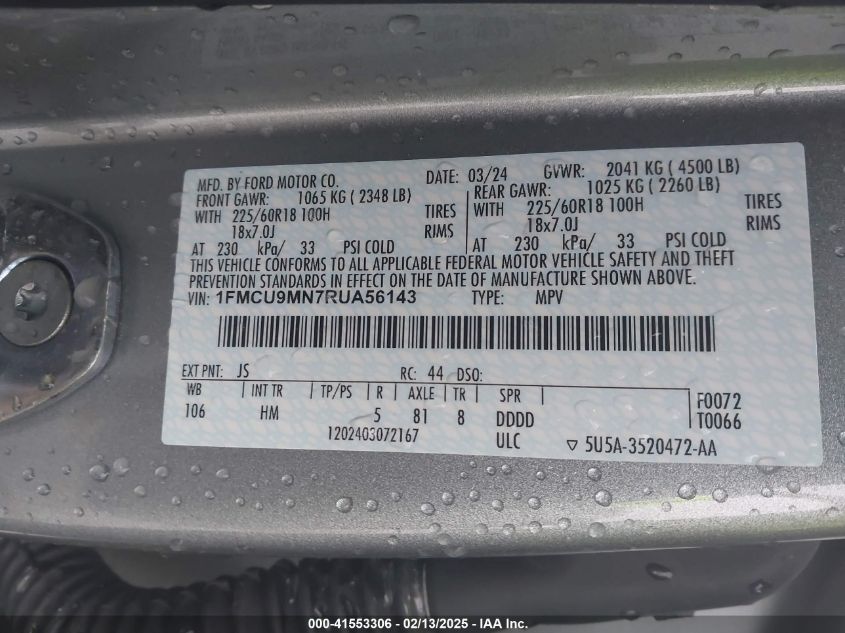 MFD. BY FORD MOTOR CO. DATE: 03/24 GVWR: 2041 KG ( 4500 LB)
FRONT GAWR: 1065 KG ( 2348 LB) REAR GAWR: 1025 KG ( 2260 LB)
WITH 225/60R18 100H TIRES WITH 225/60R18 100H TIRES
18x7.0J RIMS 18x7.0J RIMS
AT 230 kPa/ 33 PSI COLD AT 230 kPa/ 33 PSI COLD
THIS VEHICLE CONFORMS TO ALL APPLICABLE FEDERAL MOTOR VEHICLE SAFETY AND THEFT
PREVENTION STANDARDS IN EFFECT ON THE DATE OF MANUFACTURE SHOWN ABOVE.
VIN: 1FMCU9MN7RUA56143 TYPE: MPV
EXT PNT: JS RC: 44 DSO:
WB INT TR TP/PS R AXLE TR SPR F0072
106 HM 5 81 8 DDDD T0066
1202403072167 ULC ▽ 5U5A-3520472-AA
000-41553306 - 02/13/2025 - IAA Inc.